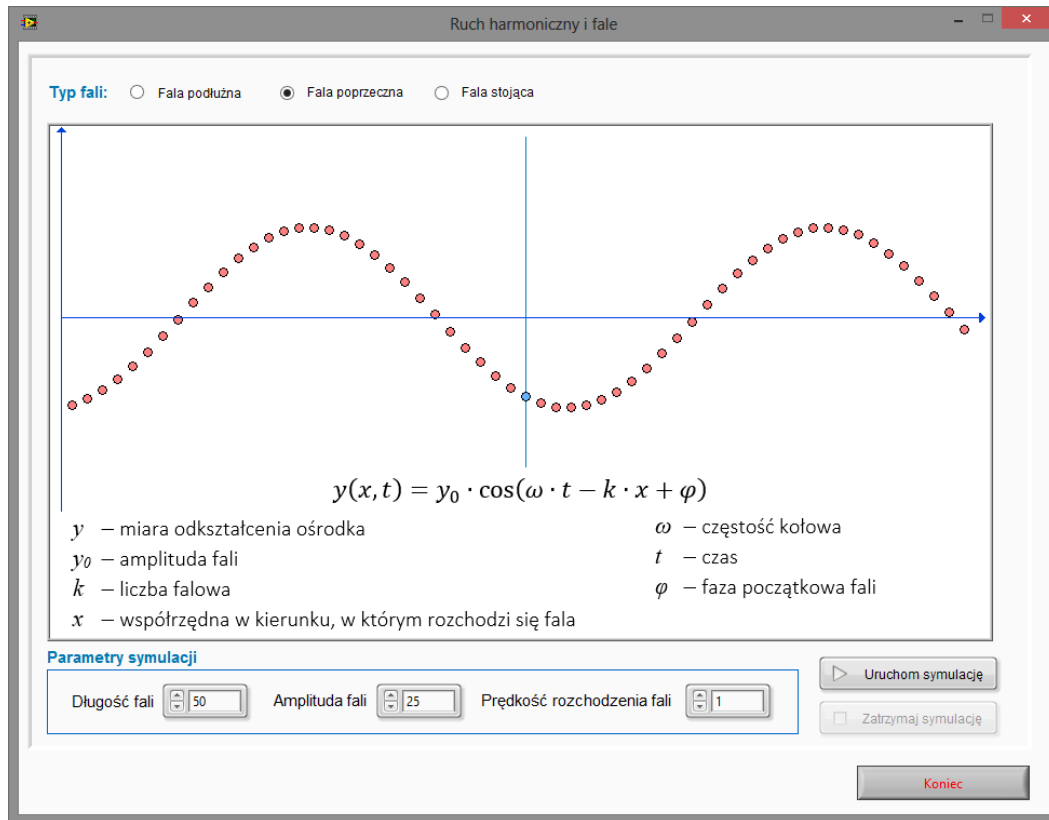 Ruch harmoniczny i fale
Typ fali: Fala podłużna Fala poprzeczna Fala stojąca
y(x, t) = y₀ · cos(ω · t − k · x + φ)
y – miara odkształcenia ośrodka
y₀ – amplituda fali
k – liczba falowa
x – współrzędna w kierunku, w którym rozchodzi się fala
ω – częstość kołowa
t – czas
φ – faza początkowa fali
Parametry symulacji
Długość fali 50 Amplituda fali 25 Prędkość rozchodzenia fali 1
Uruchom symulację
Zatrzymaj symulację
Koniec